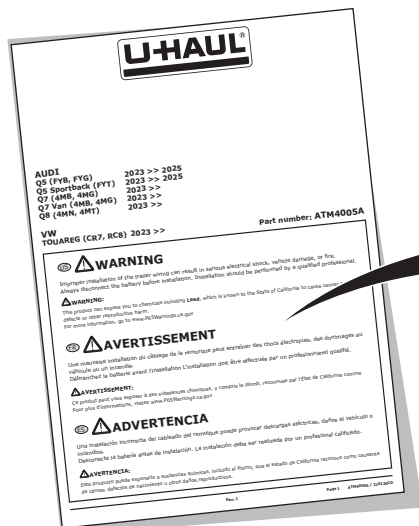 U-HAUL®
AUDI
Q5 (FYB, FYG) 2023 >> 2025
Q5 Sportback (FYT) 2023 >> 2025
Q7 (4MB, 4MG) 2023 >>
Q7 Van (4MB, 4MG) 2023 >>
Q8 (4MN, 4MT) 2023 >>
VW
TOUAREG (CR7, RC8) 2023 >>
Part number: ATM4005A
WARNING
Improper installation of the trailer wiring can result in serious electrical shock, vehicle damage, or fire.
Always disconnect the battery before installation. Installation should be performed by a qualified professional.
WARNING:
This product can expose you to chemicals including Lead, which is known to the State of California to cause cancer
defects or other reproductive harm.
For more information, go to www.P65Warnings.ca.gov
AVERTISSEMENT
Une mauvaise installation du câblage de la remorque peut entraîner des chocs électriques, des dommages au
véhicule ou un incendie.
Débranchez la batterie avant l'installation L'installation doit être effectuée par un professionnel qualifié.
AVERTISSEMENT:
Ce produit peut vous exposer à des substances chimiques, y compris le plomb, reconnues par l'État de Californie comme
Pour plus d'informations, visitez www.P65Warnings.ca.gov
ADVERTENCIA
Una instalación incorrecta del cableado del remolque puede provocar descargas eléctricas, daños al vehículo o
incendios.
Desconecte la batería antes de instalación. La instalación debe ser realizada por un profesional calificado.
ADVERTENCIA:
Este producto puede exponerlo a sustancias químicas, incluido el Plomo, que el estado de California reconoce como causante
de cáncer, defectos de nacimiento u otros daños reproductivos.
Rev. Page 1 ATM4005A /